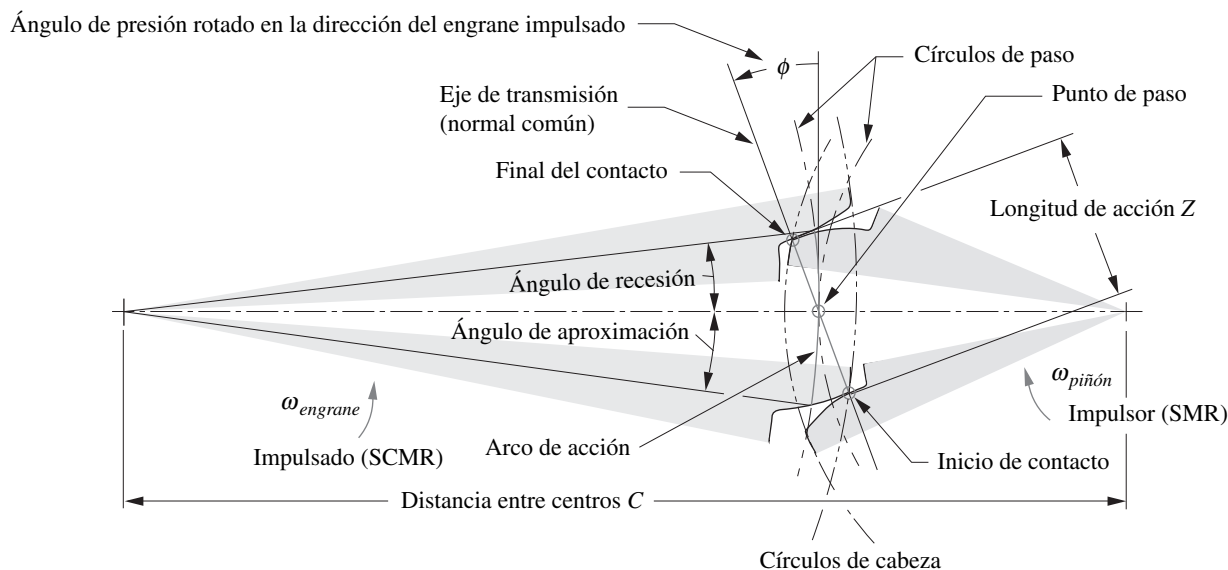 Ángulo de presión rotado en la dirección del engrane impulsado
ϕ
Círculos de paso
Eje de transmisión
(normal común)
Punto de paso
Final del contacto
Longitud de acción Z
Ángulo de recesión
Ángulo de aproximación
ωengrane
Impulsado (SCMR)
ωpiñón
Impulsor (SMR)
Arco de acción
Inicio de contacto
Distancia entre centros C
Círculos de cabeza